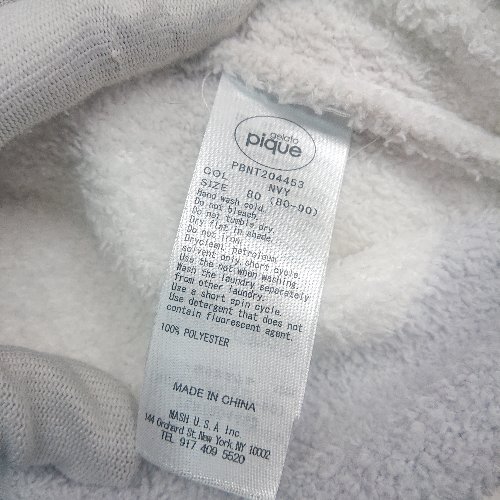 gelato
pique
PBNT204453
COL NVY
SIZE 80 (80-90)
Hand wash cold.
Do not bleach.
Do not tumble dry.
Dry flat in shade.
Do not iron.
Dryclean, petroleum
solvent only,short cycle.
Use the net when washing.
Wash the laundry separately
from other laundry.
Use a short spin cycle.
Use detergent that does not
contain fluorescent agent.
100% POLYESTER
MADE IN CHINA
MASH U.S.A Inc
144 Orchard St, New York, NY 10002
TEL 917 409 5520